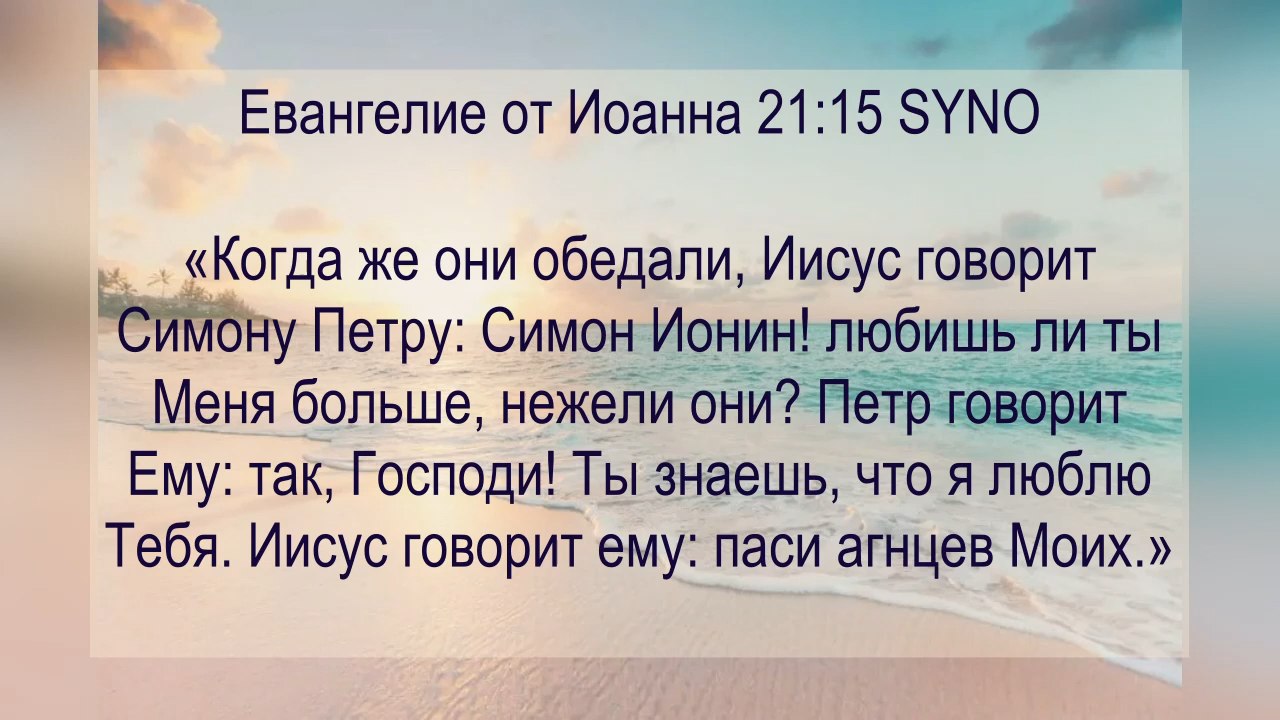 Евангелие от Иоанна 21:15 SYNO
«Когда же они обедали, Иисус говорит
Симону Петру: Симон Ионин! любишь ли ты
Меня больше, нежели они? Петр говорит
Ему: так, Господи! Ты знаешь, что я люблю
Тебя. Иисус говорит ему: паси агнцев Моих.»